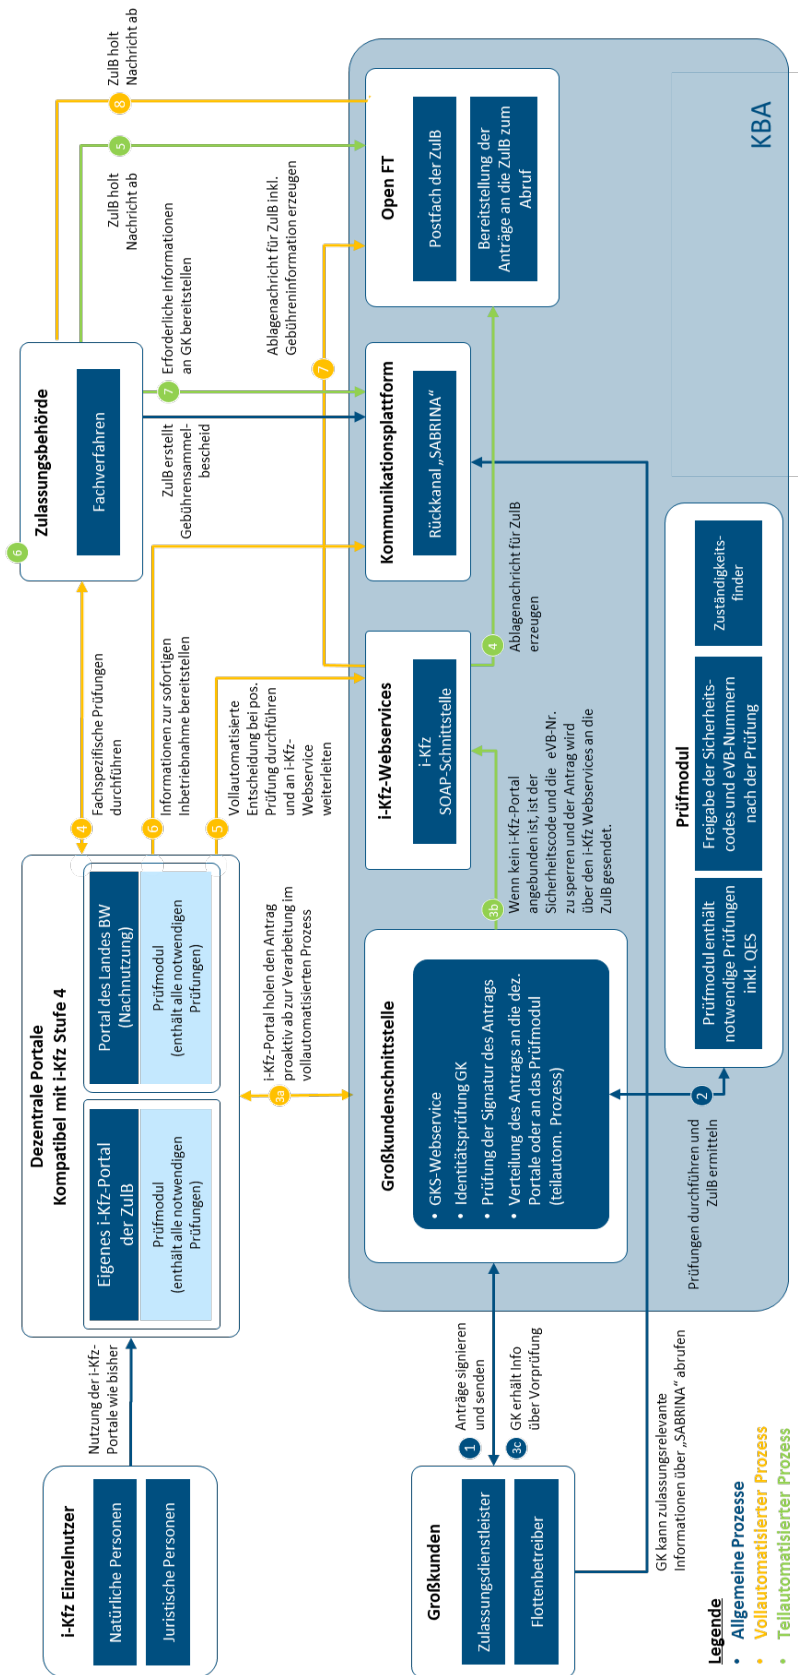 i-Kfz Einzelnutzer
Natürliche Personen
Juristische Personen
Nutzung der i-Kfz-
Portale wie bisher
Dezentrale Portale
Kompatibel mit i-Kfz Stufe 4
Eigenes i-Kfz-Portal
der ZulB
Prüfmodul
(enthält alle notwendigen
Prüfungen)
Portal des Landes BW
(Nachnutzung)
Prüfmodul
(enthält alle notwendigen
Prüfungen)
4
Fachspezifische Prüfungen
durchführen
6
Informationen zur sofortigen
Inbetriebnahme bereitstellen
5
Vollautomatisierte
Entscheidung bei pos.
Prüfung durchführen
und an i-Kfz-
Webservice
weiterleiten
6
Zulassungsbehörde
Fachverfahren
ZulB erstellt
Gebührensammel-
bescheid
7
Erforderliche Informationen
an GK bereitstellen
ZulB holt
Nachricht ab
5
8
ZulB holt
Nachricht ab
3a
i-Kfz-Portal holen den Antrag
proaktiv ab zur Verarbeitung im
vollautomatisierten Prozess
7
Ablagenachricht für ZulB inkl.
Gebühreninformation erzeugen
Großkunden
Zulassungsdienstleister
Flottenbetreiber
1
Anträge signieren
und senden
3c
GK erhält Info
über Vorprüfung
Großkundenschnittstelle
• GKS-Webservice
• Identitätsprüfung GK
• Prüfung der Signatur des Antrags
• Verteilung des Antrags an die dez.
Portale oder an das Prüfmodul
(teilautom. Prozess)
3b
Wenn kein i-Kfz-Portal
angebunden ist, ist der
Sicherheitscode und die eVB-Nr.
zu sperren und der Antrag wird
über den i-Kfz Webservices an die
ZulB gesendet.
i-Kfz-Webservices
i-Kfz
SOAP-Schnittstelle
4
Ablagenachricht für ZulB
erzeugen
Kommunikationsplattform
Rückkanal „SABRINA“
Open FT
Postfach der ZulB
Bereitstellung der
Anträge an die ZulB zum
Abruf
Prüfungen durchführen und
ZulB ermitteln
2
Prüfmodul
Prüfmodul enthält
notwendige Prüfungen
inkl. QES
Freigabe der Sicherheits-
codes und eVB-Nummern
nach der Prüfung
Zuständigkeits-
finder
KBA
GK kann zulassungsrelevante
Informationen über „SABRINA“ abrufen
Legende
• Allgemeine Prozesse
• Vollautomatisierter Prozess
• Teilautomatisierter Prozess